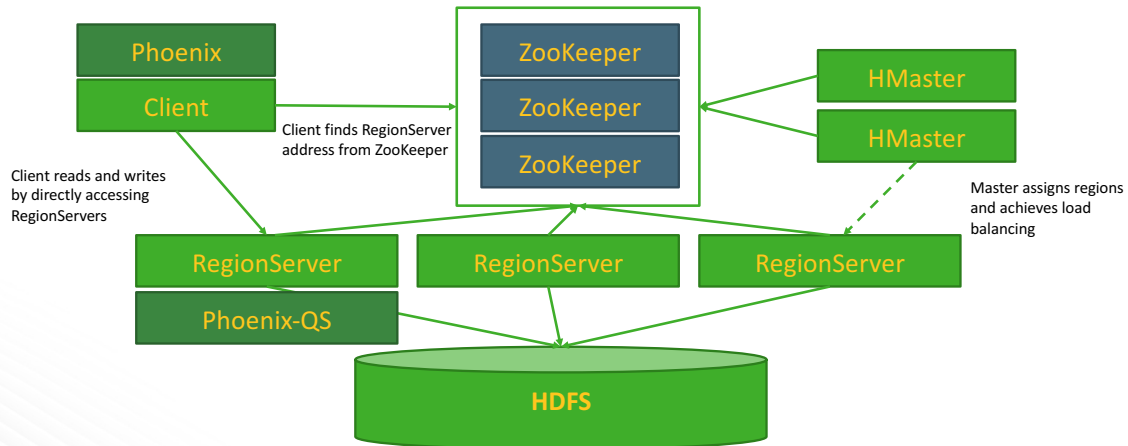 Phoenix
Client
ZooKeeper
ZooKeeper
ZooKeeper
HMaster
HMaster
Client finds RegionServer
address from ZooKeeper
Client reads and writes
by directly accessing
RegionServers
Master assigns regions
and achieves load
balancing
RegionServer
RegionServer
RegionServer
Phoenix-QS
HDFS